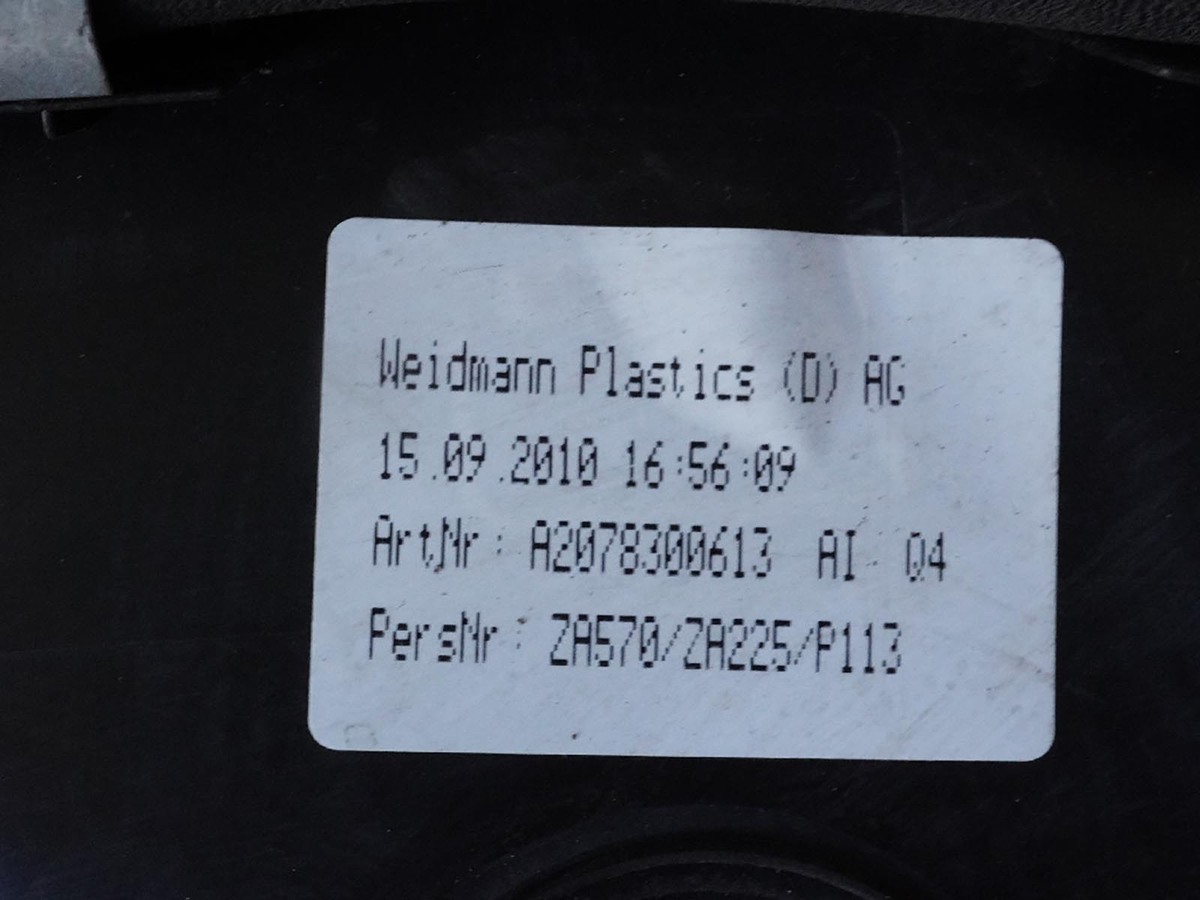 Weidmann Plastics (D) AG
15.09.2010 16:56:09
ArtNr: A2078300613 AI Q4
PersNr: ZA570/ZA225/P113